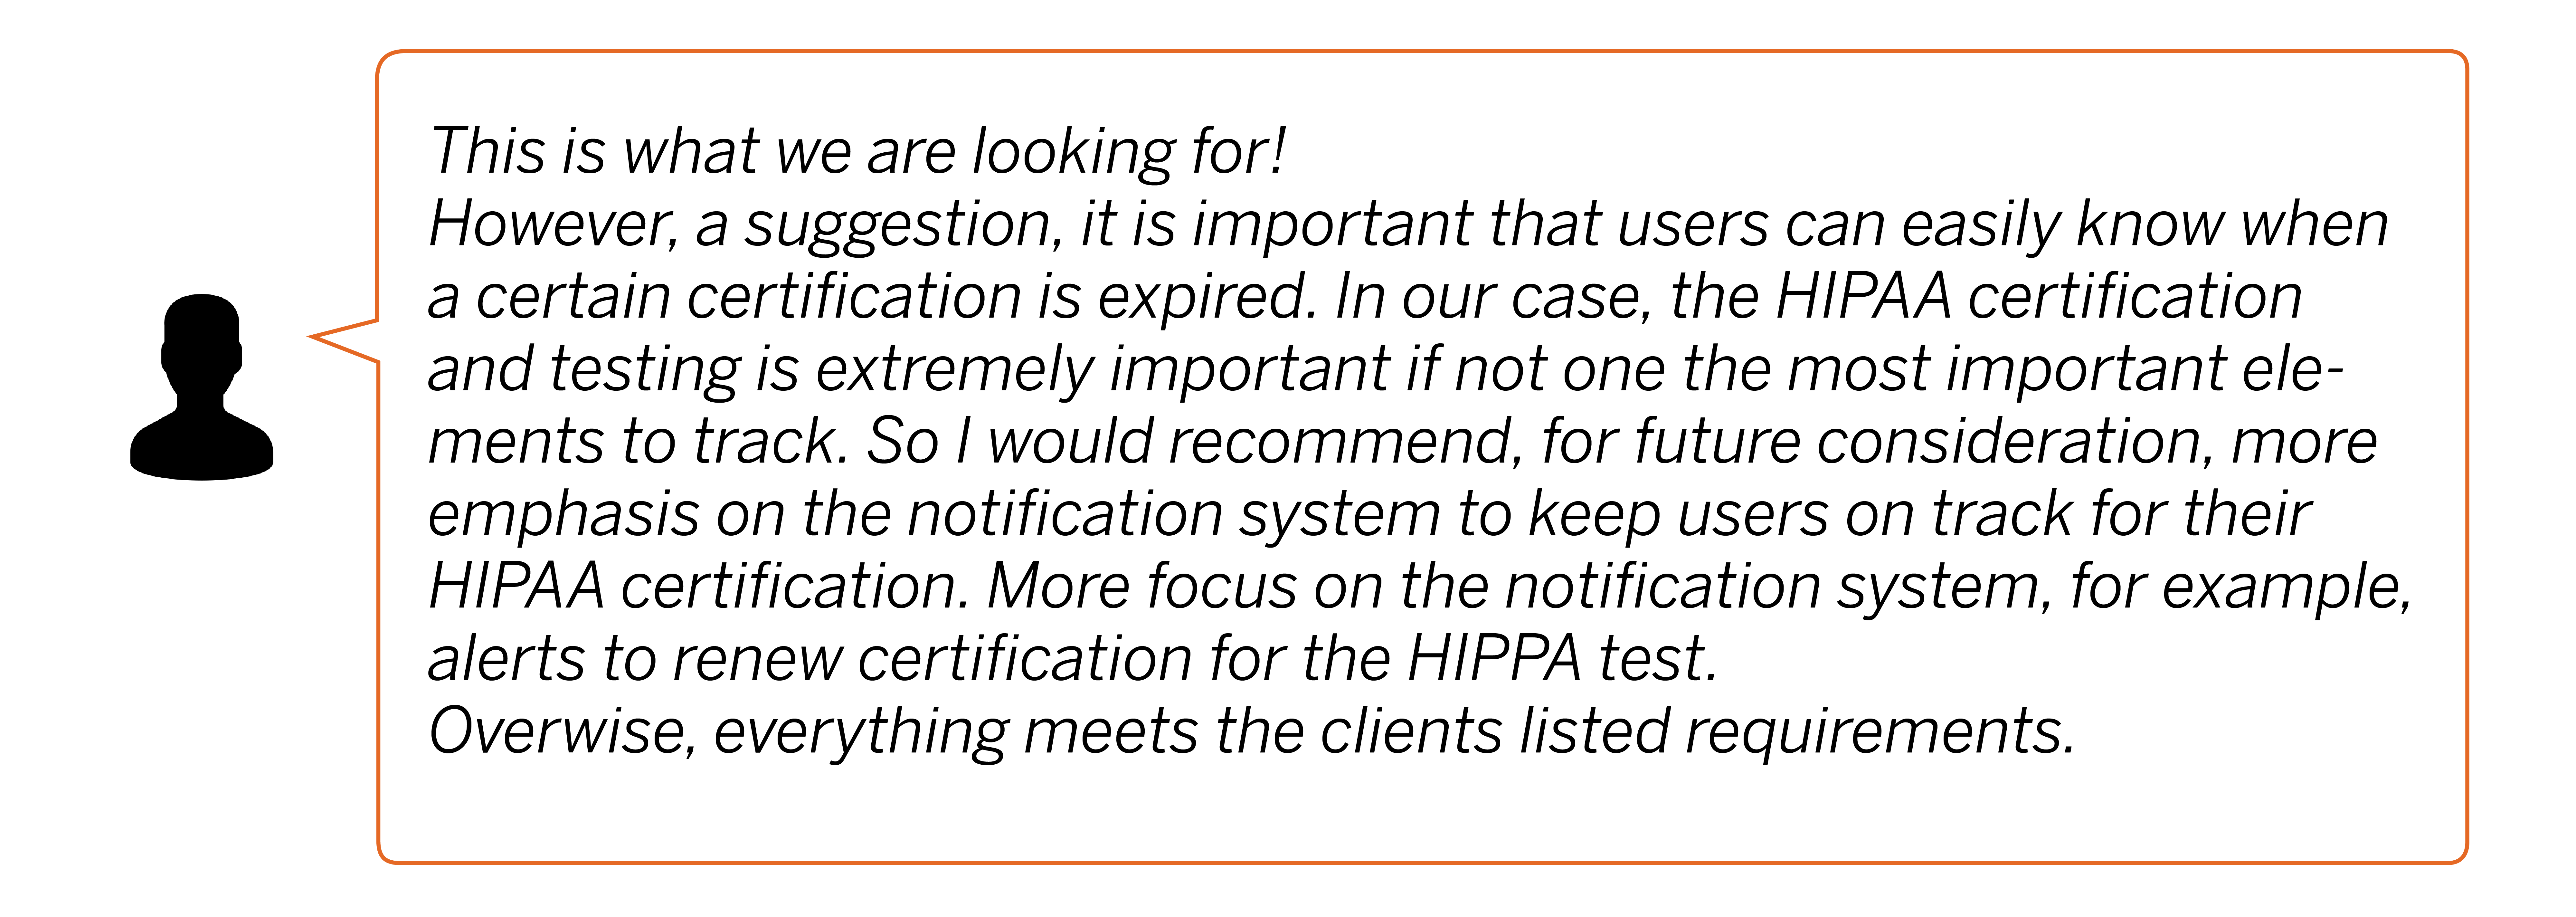 This is what we are looking for!
However, a suggestion, it is important that users can easily know when
a certain certification is expired. In our case, the HIPAA certification
and testing is extremely important if not one the most important ele-
ments to track. So I would recommend, for future consideration, more
emphasis on the notification system to keep users on track for their
HIPAA certification. More focus on the notification system, for example,
alerts to renew certification for the HIPPA test.
Overwise, everything meets the clients listed requirements.